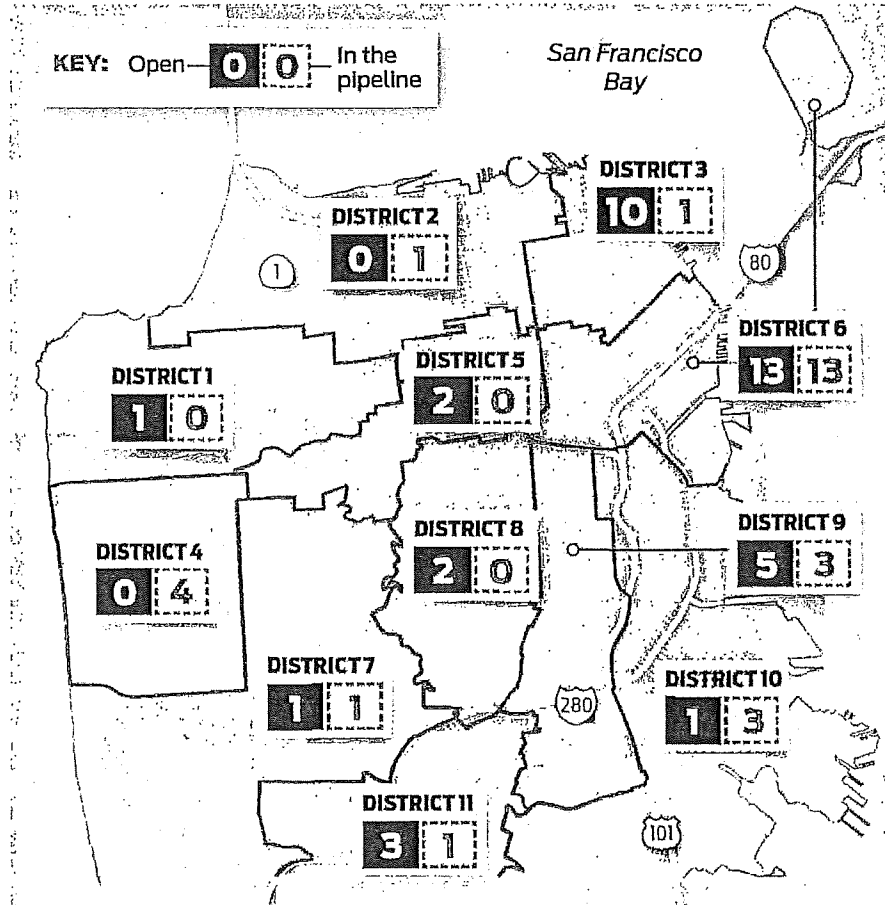 KEY: Open 0 0 In the
pipeline
San Francisco
Bay
DISTRICT 3
10 1
DISTRICT 2
0 1
1
80
DISTRICT 6
13 13
DISTRICT 1
1 0
DISTRICT 5
2 0
DISTRICT 4
0 4
DISTRICT 8
2 0
DISTRICT 9
5 3
DISTRICT 7
1 1
280
DISTRICT 10
1 3
DISTRICT 11
3 1
101